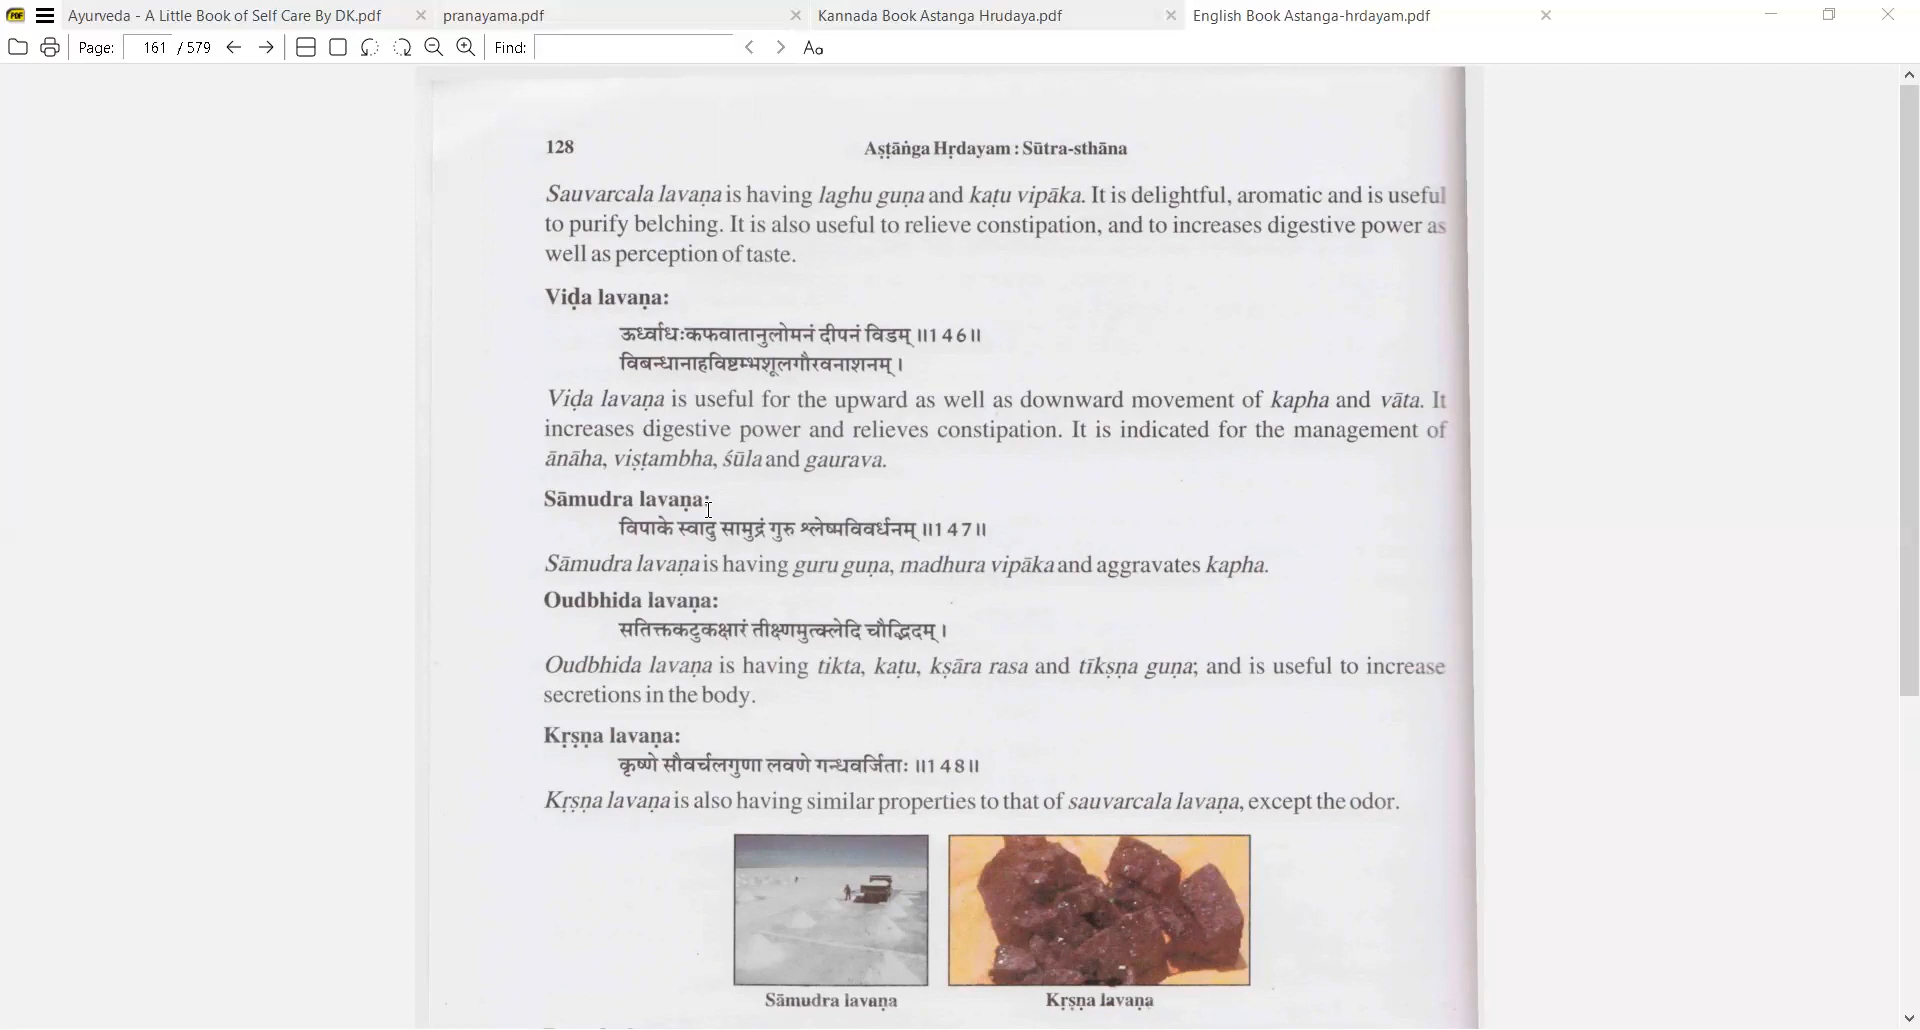 Ayurveda - A Little Book of Self Care By DK.pdf
pranayama.pdf
Kannada Book Astanga Hrudaya.pdf
English Book Astanga-hrdayam.pdf
Page: 161 / 579
Find:
Aa
128
Aṣṭāṅga Hṛdayam : Sūtra-sthāna
Sauvarcala lavaṇa is having laghu guṇa and kaṭu vipāka. It is delightful, aromatic and is useful
to purify belching. It is also useful to relieve constipation, and to increases digestive power as
well as perception of taste.
Viḍa lavaṇa:
ऊर्ध्वाधःकफवातानुलोमनं दीपनं विडम् ॥146॥
विबन्धानाहविष्टम्भशूलगौरवनाशनम् ।
Viḍa lavaṇa is useful for the upward as well as downward movement of kapha and vāta. It
increases digestive power and relieves constipation. It is indicated for the management of
ānāha, viṣṭambha, śūla and gaurava.
Sāmudra lavaṇa:
विपाके स्वादु सामुद्रं गुरु श्लेष्मविवर्धनम् ॥147॥
Sāmudra lavaṇa is having guru guṇa, madhura vipāka and aggravates kapha.
Oudbhida lavaṇa:
सतिक्तकटुकक्षारं तीक्ष्णमुत्क्लेदि चौद्भिदम् ।
Oudbhida lavaṇa is having tikta, kaṭu, kṣāra rasa and tīkṣṇa guṇa; and is useful to increase
secretions in the body.
Kṛṣṇa lavaṇa:
कृष्णे सौवर्चलगुणा लवणे गन्धवर्जिताः ॥148॥
Kṛṣṇa lavaṇa is also having similar properties to that of sauvarcala lavaṇa, except the odor.
Sāmudra lavaṇa
Kṛṣṇa lavaṇa